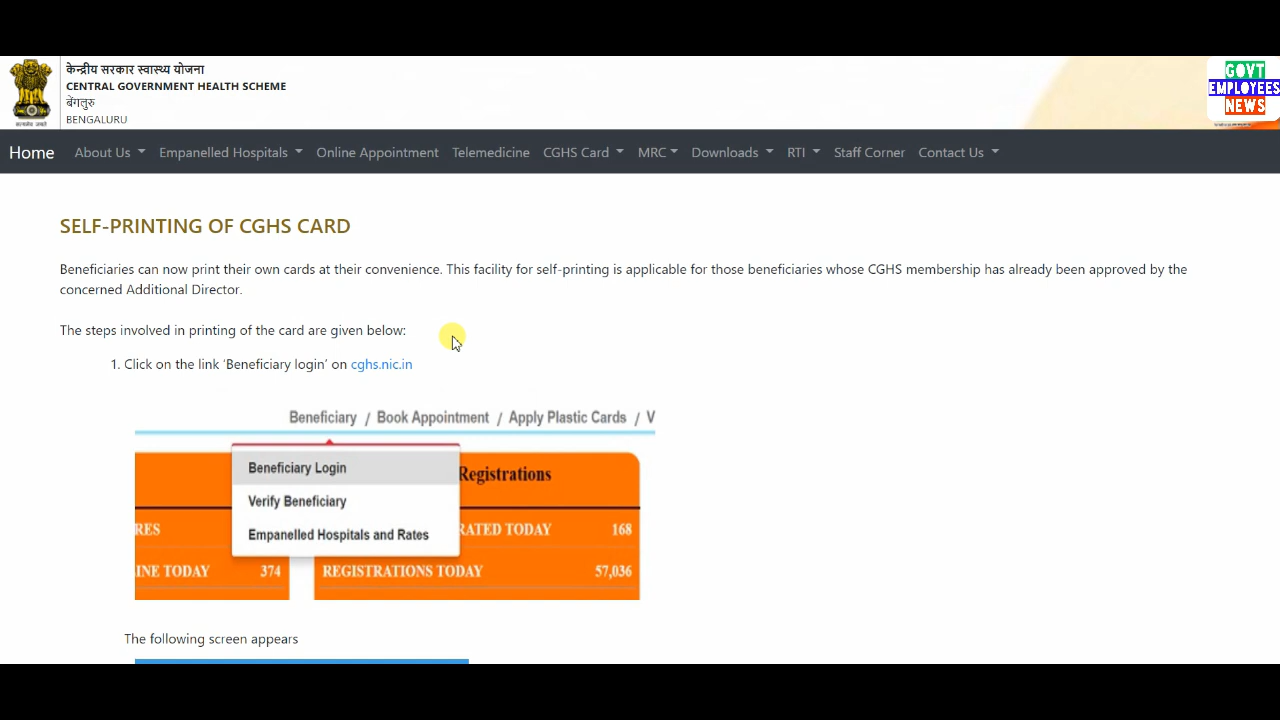 केन्द्रीय सरकार स्वास्थ्य योजना
CENTRAL GOVERNMENT HEALTH SCHEME
बेंगलुरु
BENGALURU
GOVT
EMPLOYEES
NEWS
Home About Us Empanelled Hospitals Online Appointment Telemedicine CGHS Card MRC Downloads RTI Staff Corner Contact Us
SELF-PRINTING OF CGHS CARD
Beneficiaries can now print their own cards at their convenience. This facility for self-printing is applicable for those beneficiaries whose CGHS membership has already been approved by the
concerned Additional Director.
The steps involved in printing of the card are given below:
1. Click on the link ‘Beneficiary login’ on cghs.nic.in
Beneficiary / Book Appointment / Apply Plastic Cards / V
Beneficiary Login
Registrations
Verify Beneficiary
Empanelled Hospitals and Rates
RES
RATED TODAY 168
INE TODAY 374
REGISTRATIONS TODAY 57,036
The following screen appears